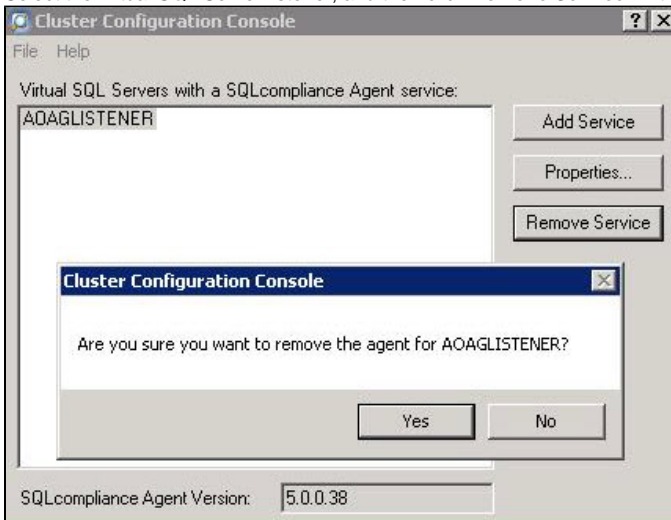 Cluster Configuration Console
File Help
Virtual SQL Servers with a SQLcompliance Agent service:
AOAGLISTENER
Add Service
Properties...
Remove Service
Cluster Configuration Console
Are you sure you want to remove the agent for AOAGLISTENER?
Yes
No
SQLcompliance Agent Version: 5.0.0.38